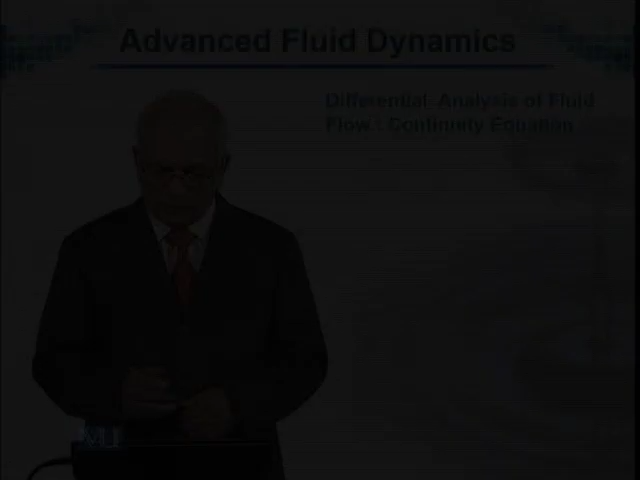 Advanced Fluid Dynamics
Differential Analysis of Fluid
Flow : Continuity Equation